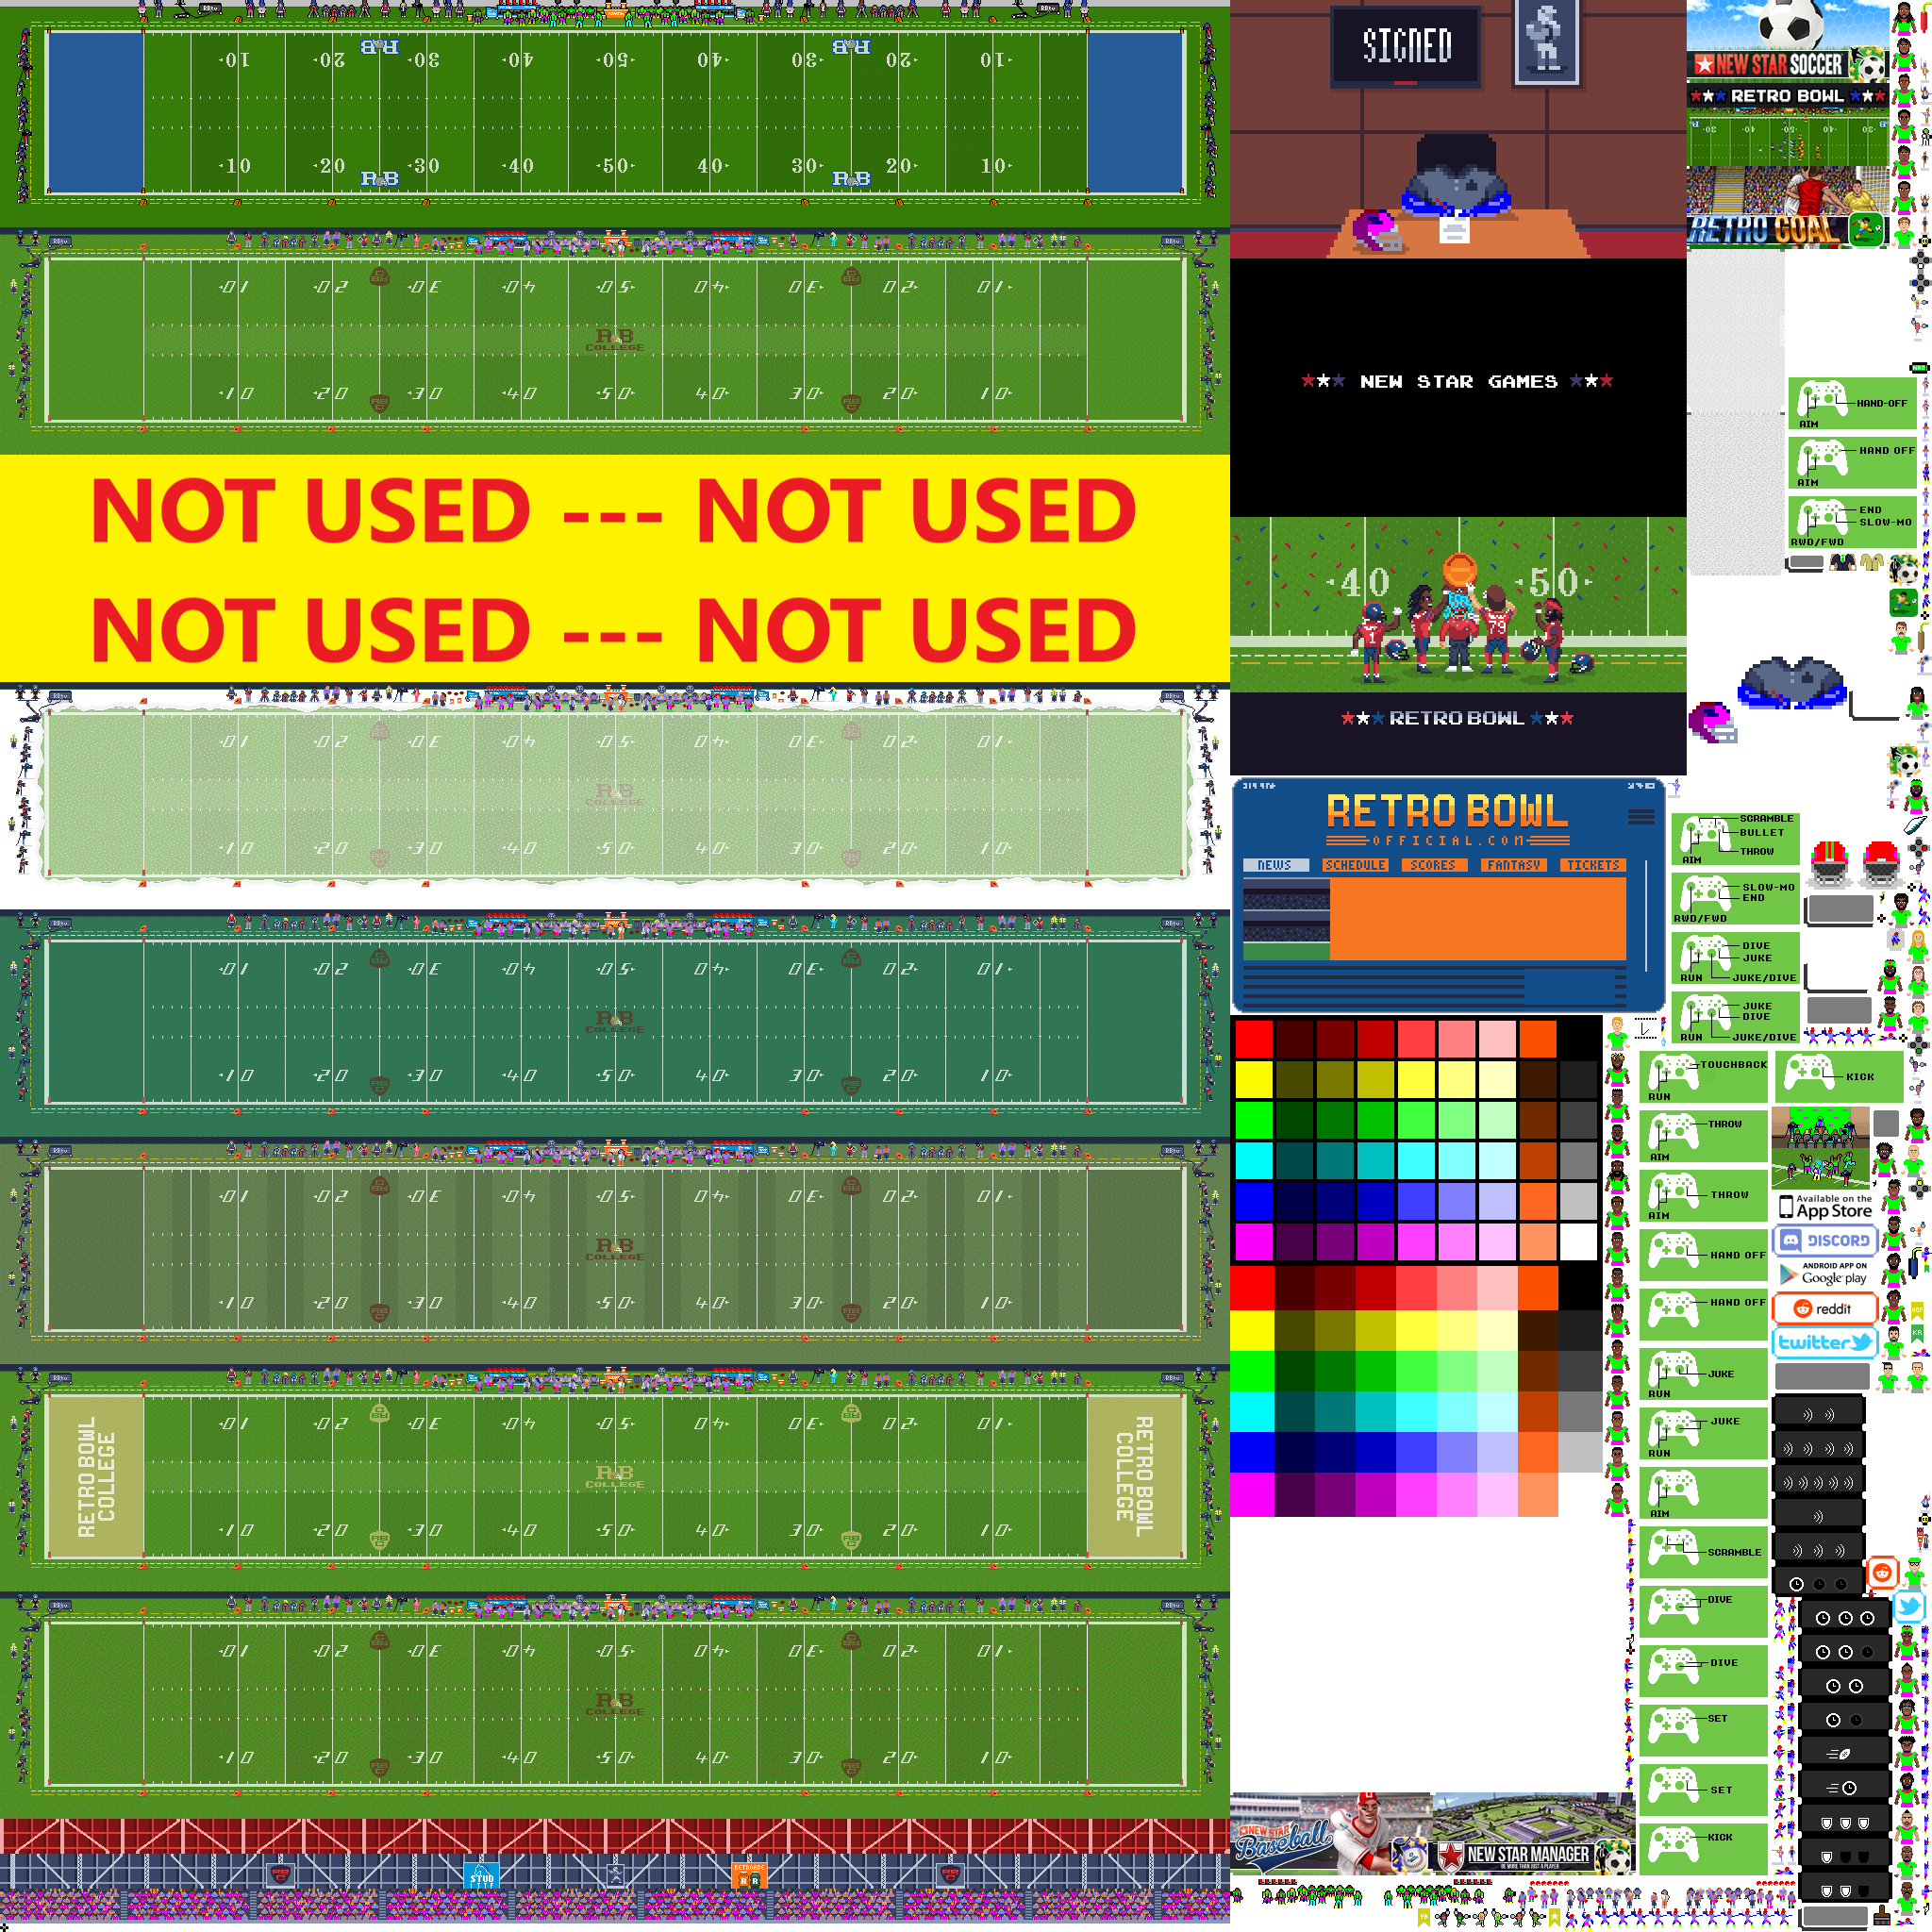 RB RB
10 20 30 40 50 40 30 20 10
10 20 30 40 50 40 30 20 10
RB RB
10 20 30 40 50 40 30 20 10
RB
COLLEGE
10 20 30 40 50 40 30 20 10
NOT USED --- NOT USED
NOT USED --- NOT USED
10 20 30 40 50 40 30 20 10
RB
COLLEGE
10 20 30 40 50 40 30 20 10
10 20 30 40 50 40 30 20 10
RB
COLLEGE
10 20 30 40 50 40 30 20 10
10 20 30 40 50 40 30 20 10
RB
COLLEGE
10 20 30 40 50 40 30 20 10
RETRO BOWL
COLLEGE
10 20 30 40 50 40 30 20 10
RB
COLLEGE
10 20 30 40 50 40 30 20 10
RETRO BOWL
COLLEGE
10 20 30 40 50 40 30 20 10
RB
COLLEGE
10 20 30 40 50 40 30 20 10
STUD
SIGNED
NEW STAR GAMES
40 50
1
79
RETRO BOWL
RETRO BOWL
OFFICIAL.COM
NEWS SCHEDULE SCORES FANTASY TICKETS
NEW STAR
Baseball
NEW STAR MANAGER
BE MORE THAN JUST A PLAYER
NEW STAR SOCCER
RETRO BOWL
RETRO GOAL
HAND-OFF
AIM
HAND OFF
AIM
END
SLOW-MO
RWD/FWD
SCRAMBLE
BULLET
THROW
AIM
SLOW-MO
END
RWD/FWD
DIVE
JUKE
RUN JUKE/DIVE
JUKE
DIVE
RUN JUKE/DIVE
TOUCHBACK
RUN
KICK
THROW
AIM
THROW
AIM
HAND OFF
HAND OFF
JUKE
RUN
JUKE
RUN
AIM
SCRAMBLE
DIVE
DIVE
SET
SET
KICK
Available on the
App Store
DISCORD
ANDROID APP ON
Google play
reddit
twitter
KR